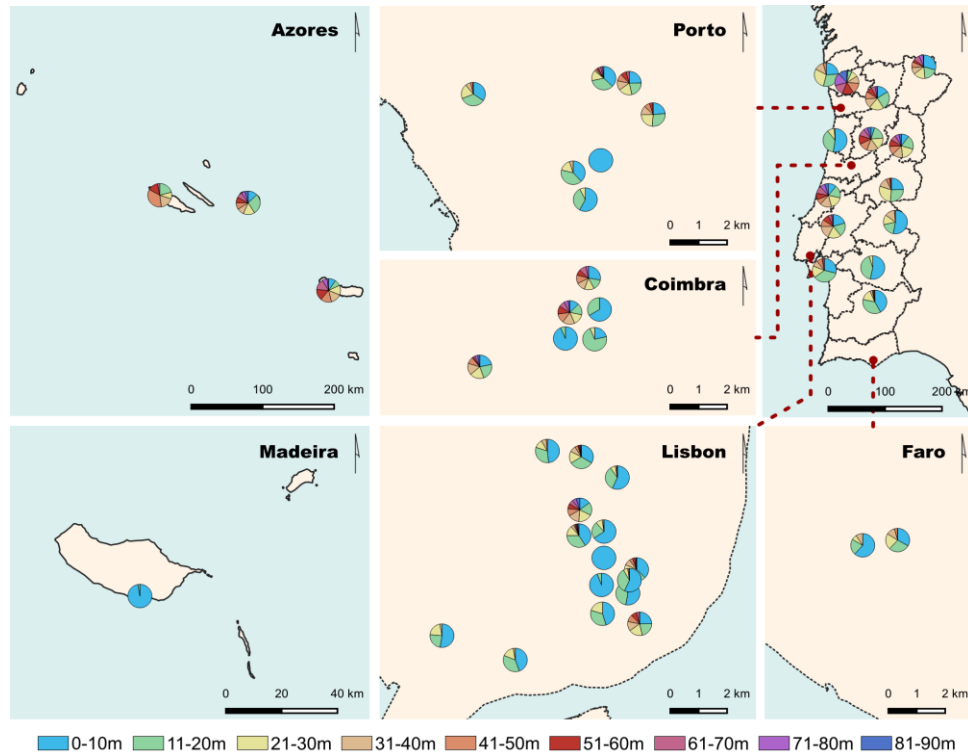 Azores
0 100 200 km
Porto
0 1 2 km
Coimbra
0 1 2 km
0 100 200 km
Madeira
0 20 40 km
Lisbon
0 1 2 km
Faro
0 1 2 km
0-10m 11-20m 21-30m 31-40m 41-50m 51-60m 61-70m 71-80m 81-90m